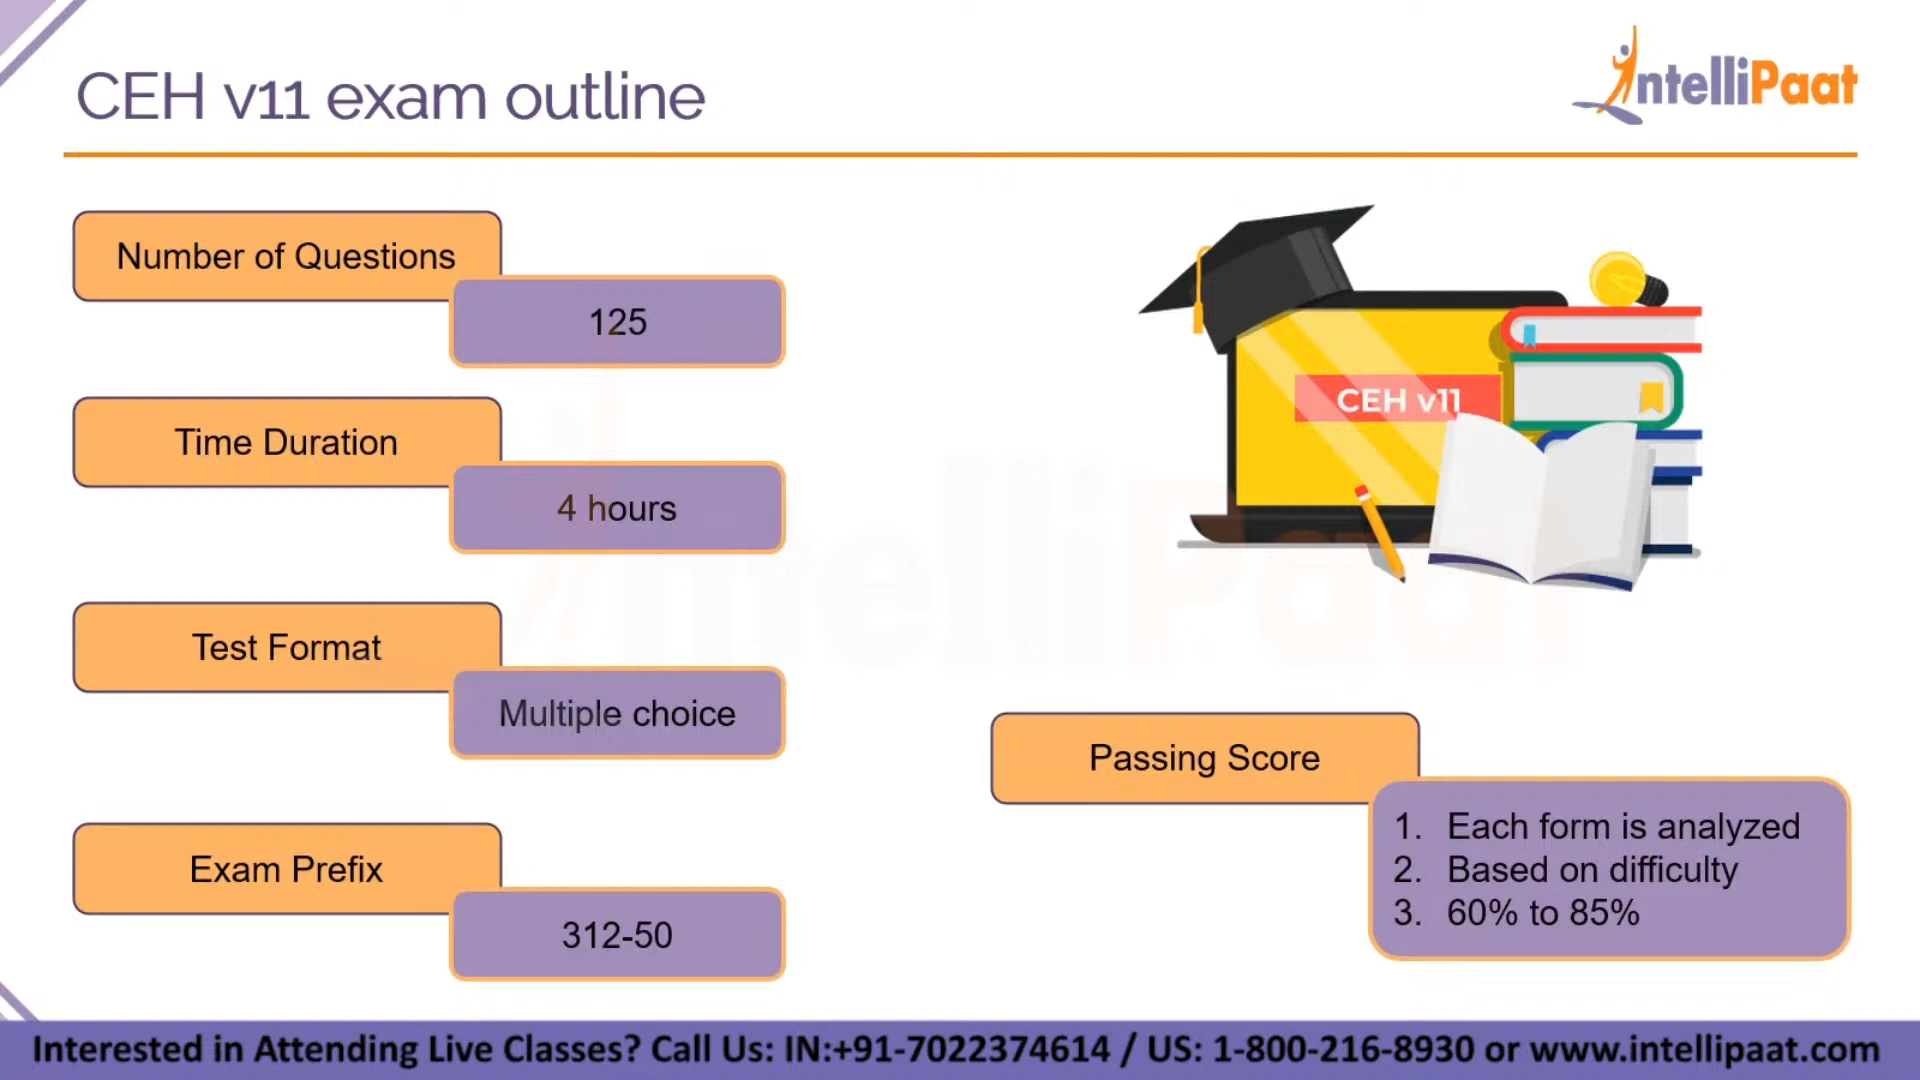 CEH v11 exam outline
IntelliPaat
Number of Questions
125
Time Duration
4 hours
Test Format
Multiple choice
Exam Prefix
312-50
CEH v11
Passing Score
1. Each form is analyzed
2. Based on difficulty
3. 60% to 85%
IntelliPaat
Interested in Attending Live Classes? Call Us: IN:+91-7022374614 / US: 1-800-216-8930 or www.intellipaat.com